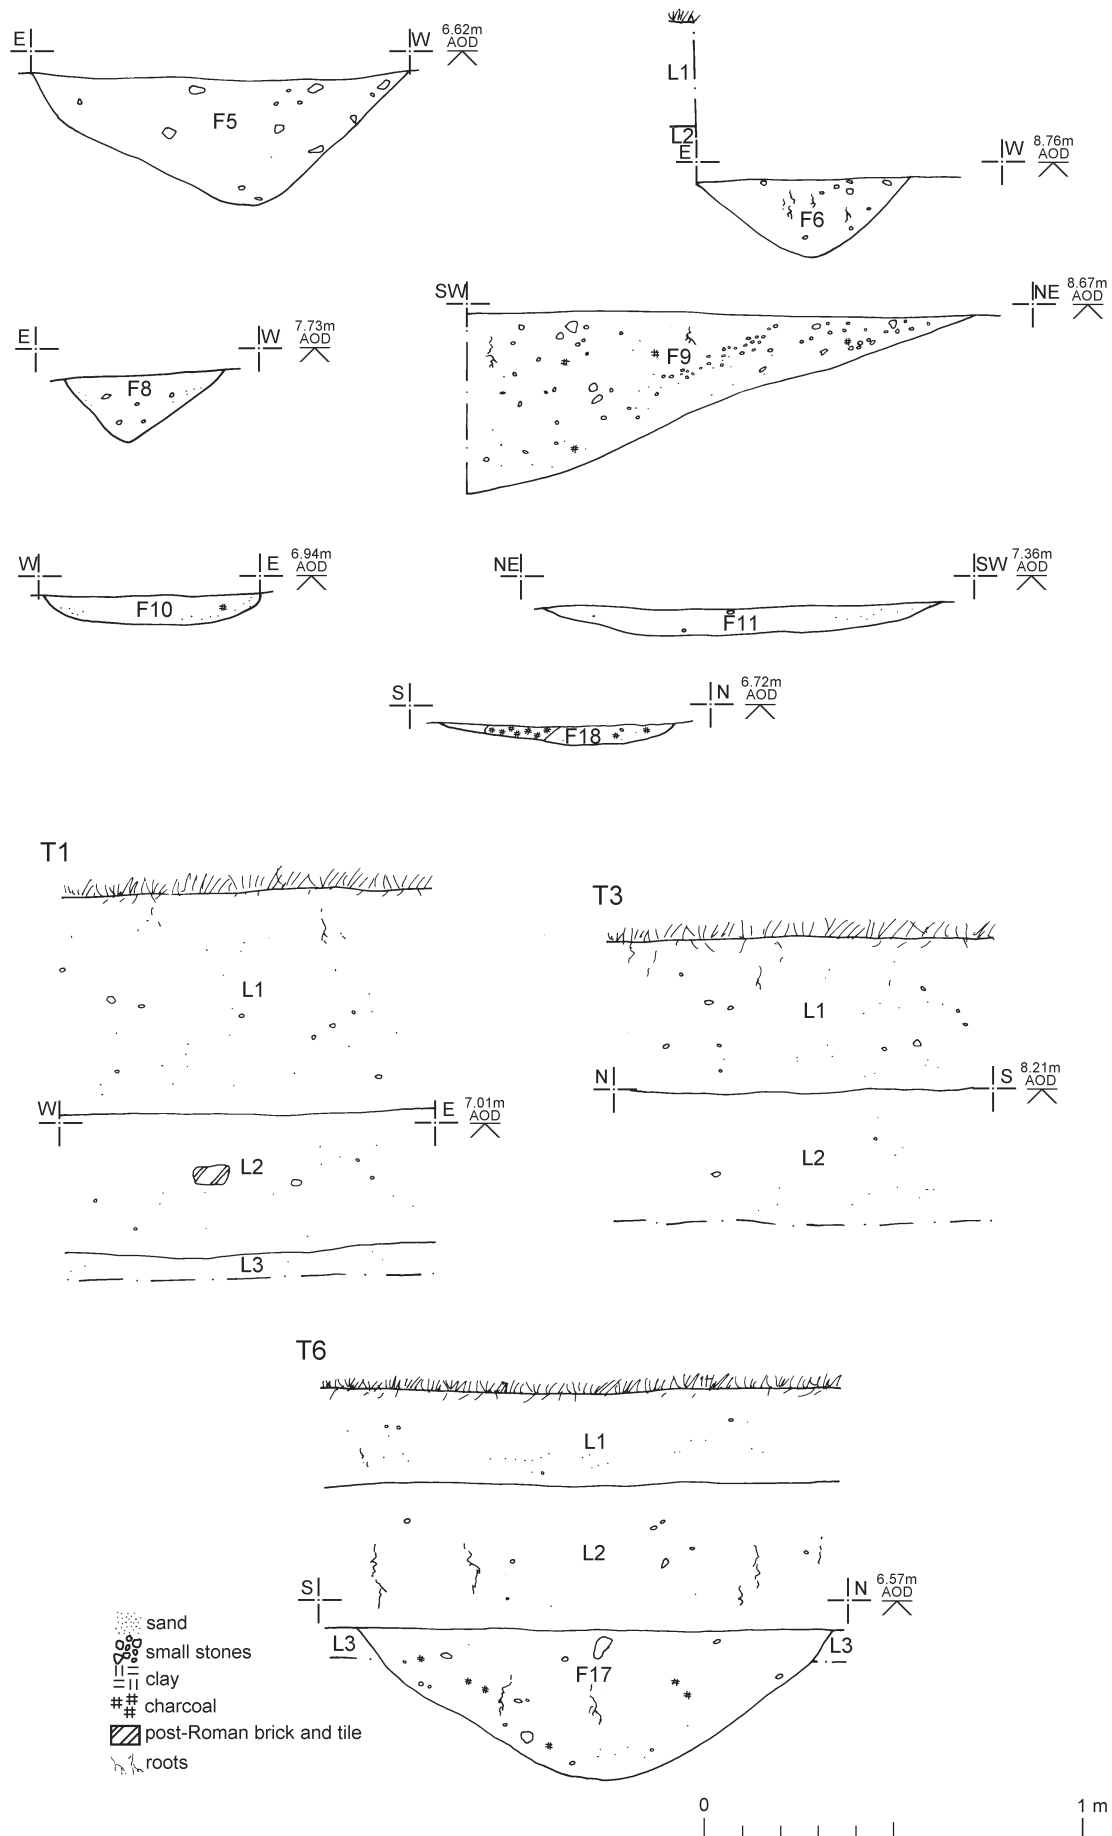 E
W
6.62m
AOD
F5
L1
L2
E
W
8.76m
AOD
F6
SW
NE
8.67m
AOD
F9
E
W
7.73m
AOD
F8
W
E
6.94m
AOD
F10
NE
SW
7.36m
AOD
F11
S
N
6.72m
AOD
F18
T1
L1
W
E
7.01m
AOD
L2
L3
T3
L1
N
S
8.21m
AOD
L2
T6
L1
L2
S
N
6.57m
AOD
L3
L3
F17
sand
small stones
clay
charcoal
post-Roman brick and tile
roots
0
1 m